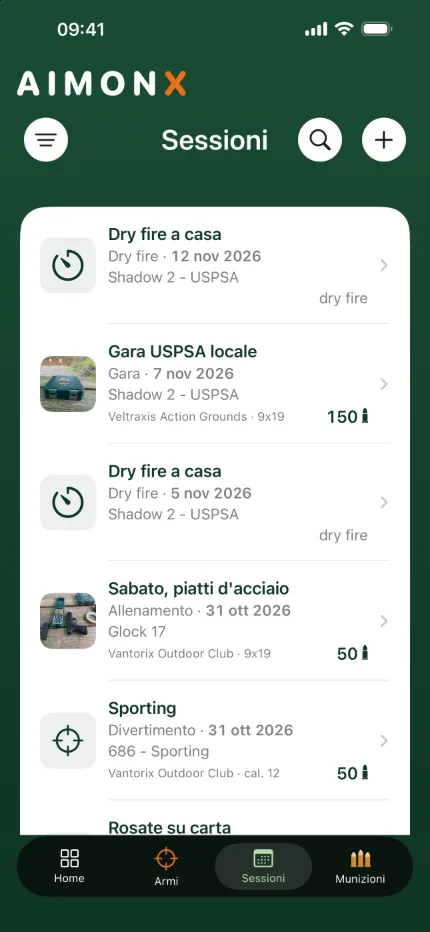 09:41
AIMONX
Sessioni
Dry fire a casa
Dry fire · 12 nov 2026
Shadow 2 - USPSA
dry fire
Gara USPSA locale
Gara · 7 nov 2026
Shadow 2 - USPSA
Veltraxis Action Grounds · 9x19
150
Dry fire a casa
Dry fire · 5 nov 2026
Shadow 2 - USPSA
dry fire
Sabato, piatti d'acciaio
Allenamento · 31 ott 2026
Glock 17
Vantorix Outdoor Club · 9x19
50
Sporting
Divertimento · 31 ott 2026
686 - Sporting
Vantorix Outdoor Club · cal. 12
50
Rosate su carta
Home
Armi
Sessioni
Munizioni